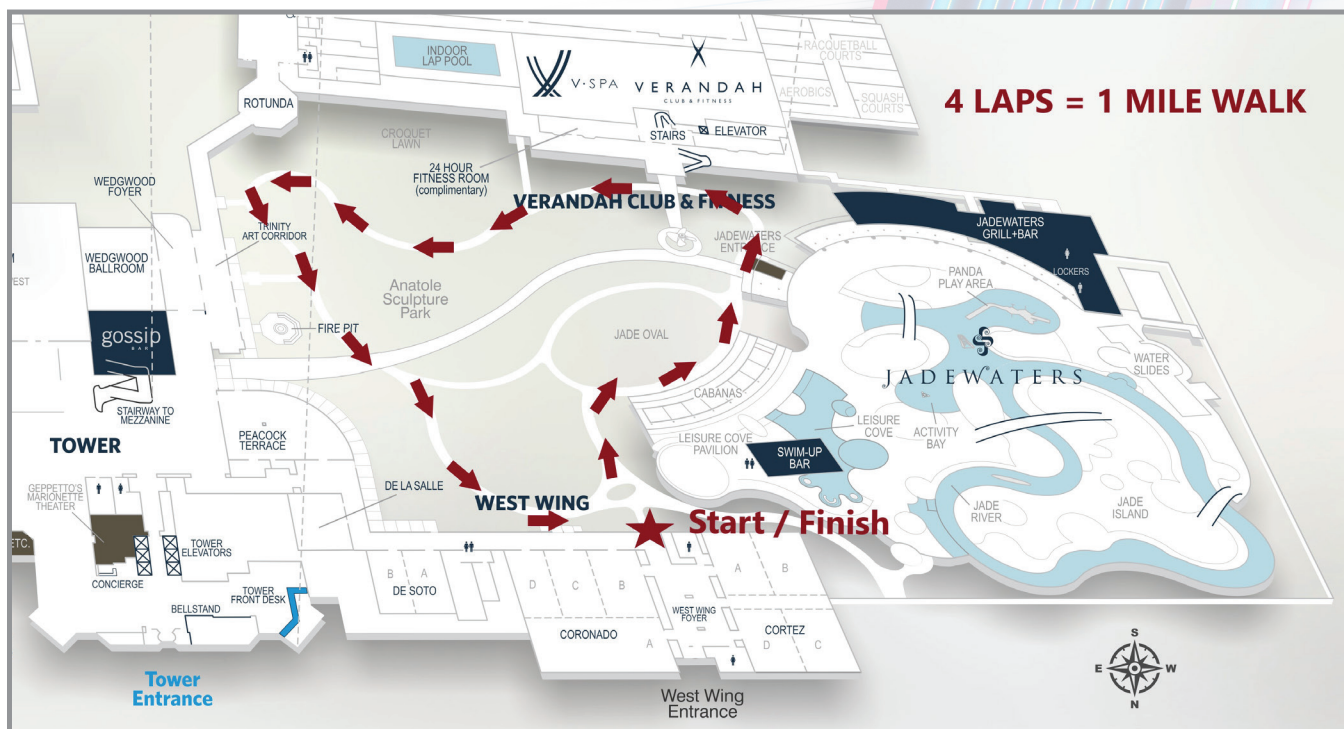 INDOOR
LAP POOL
V·SPA
VERANDAH
CLUB & FITNESS
RACQUETBALL
COURTS
AEROBICS
SQUASH
COURTS
4 LAPS = 1 MILE WALK
ROTUNDA
CROQUET
LAWN
STAIRS
ELEVATOR
24 HOUR
FITNESS ROOM
(complimentary)
VERANDAH CLUB & FITNESS
WEDGWOOD
FOYER
TRINITY
ART CORRIDOR
WEDGWOOD
BALLROOM
JADEWATERS
ENTRANCE
JADEWATERS
GRILL+BAR
LOCKERS
PANDA
PLAY AREA
Anatole
Sculpture
Park
gossip
BAR
FIRE PIT
JADE OVAL
JADEWATERS
WATER
SLIDES
STAIRWAY TO
MEZZANINE
TOWER
PEACOCK
TERRACE
CABANAS
LEISURE COVE
PAVILION
LEISURE
COVE
ACTIVITY
BAY
SWIM-UP
BAR
GEPPETTO'S
MARIONETTE
THEATER
DE LA SALLE
WEST WING
Start / Finish
JADE
RIVER
JADE
ISLAND
ETC.
TOWER
ELEVATORS
CONCIERGE
TOWER
FRONT DESK
BELLSTAND
B A
DE SOTO
D C B
A
CORONADO
WEST WING
FOYER
A B
CORTEZ
D C
Tower
Entrance
West Wing
Entrance
S
E W
N